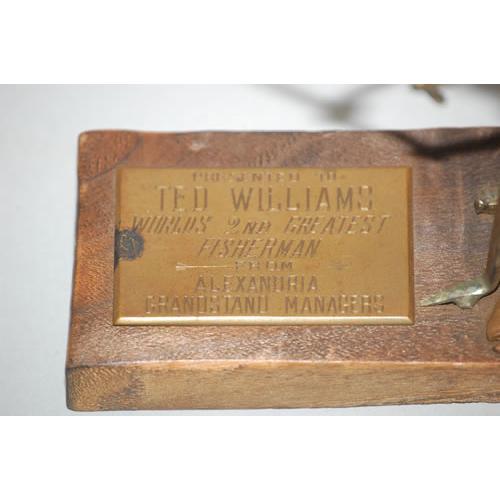 PRESENTED TO
TED WILLIAMS
WORLDS 2ND GREATEST
FISHERMAN
FROM
ALEXANDRIA
GRANDSTAND MANAGERS